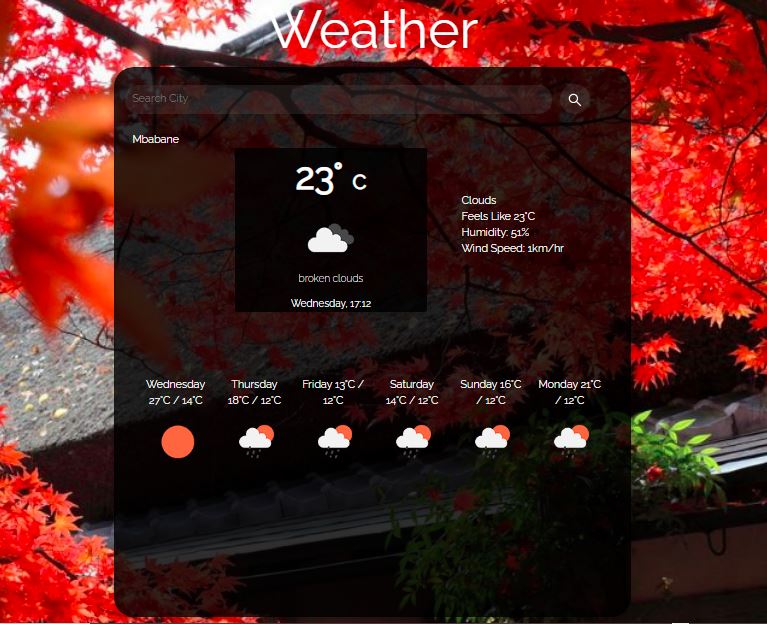 Weather
Search City
Mbabane
23° C
broken clouds
Wednesday, 17:12
Clouds
Feels Like 23°C
Humidity: 51%
Wind Speed: 1km/hr
Wednesday
27°C / 14°C
Thursday
18°C / 12°C
Friday 13°C /
12°C
Saturday
14°C / 12°C
Sunday 16°C
/ 12°C
Monday 21°C
/ 12°C